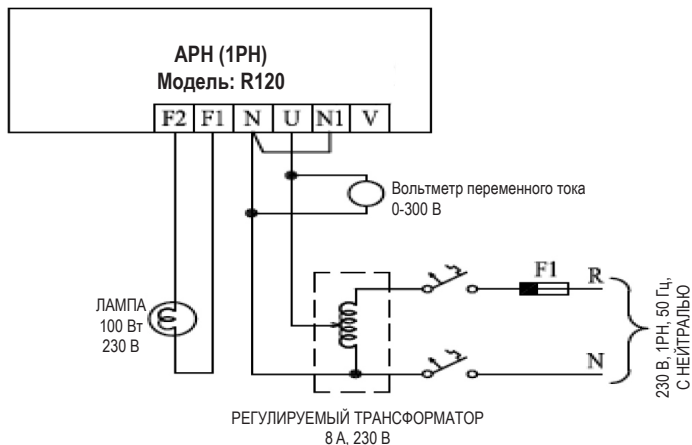 АРН (1РН)
Модель: R120
F2 F1 N U N1 V
Вольтметр переменного тока
0-300 В
F1
R
ЛАМПА
100 Вт
230 В
N
230 В, 1РН, 50 Гц,
С НЕЙТРАЛЬЮ
РЕГУЛИРУЕМЫЙ ТРАНСФОРМАТОР
8 А, 230 В